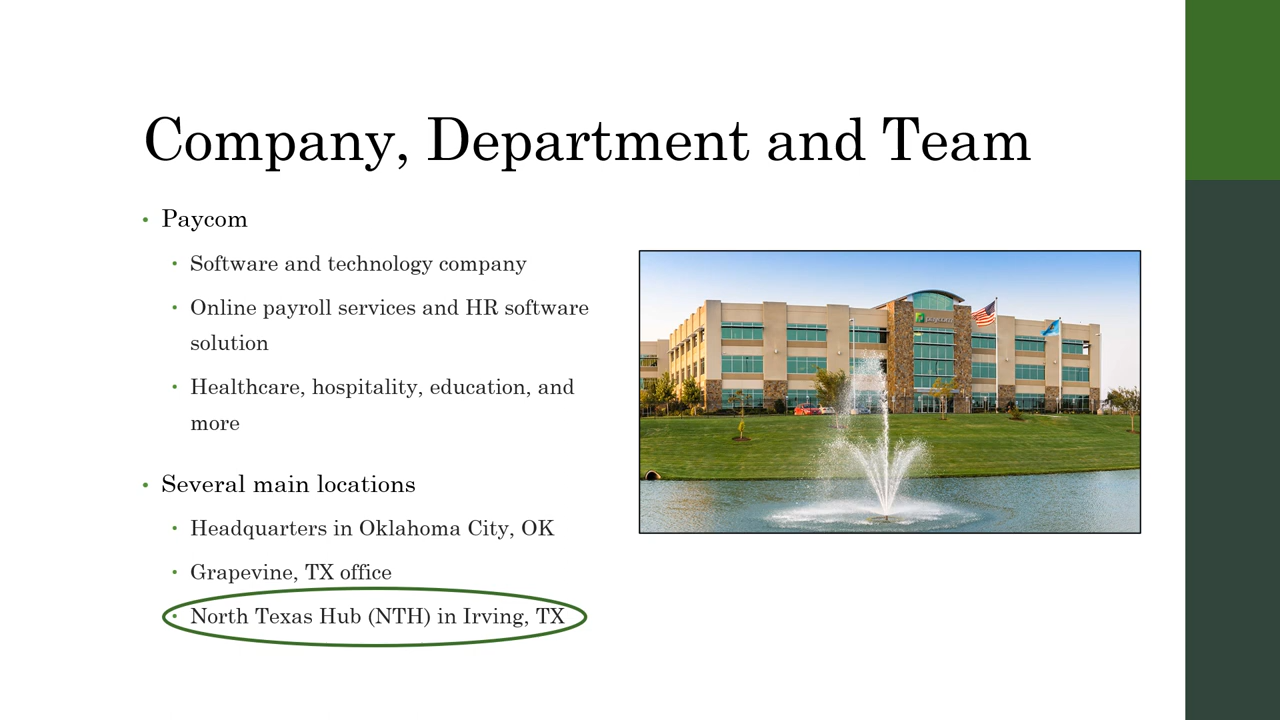 Company, Department and Team
Paycom
Software and technology company
Online payroll services and HR software
solution
Healthcare, hospitality, education, and
more
Several main locations
Headquarters in Oklahoma City, OK
Grapevine, TX office
North Texas Hub (NTH) in Irving, TX
paycom